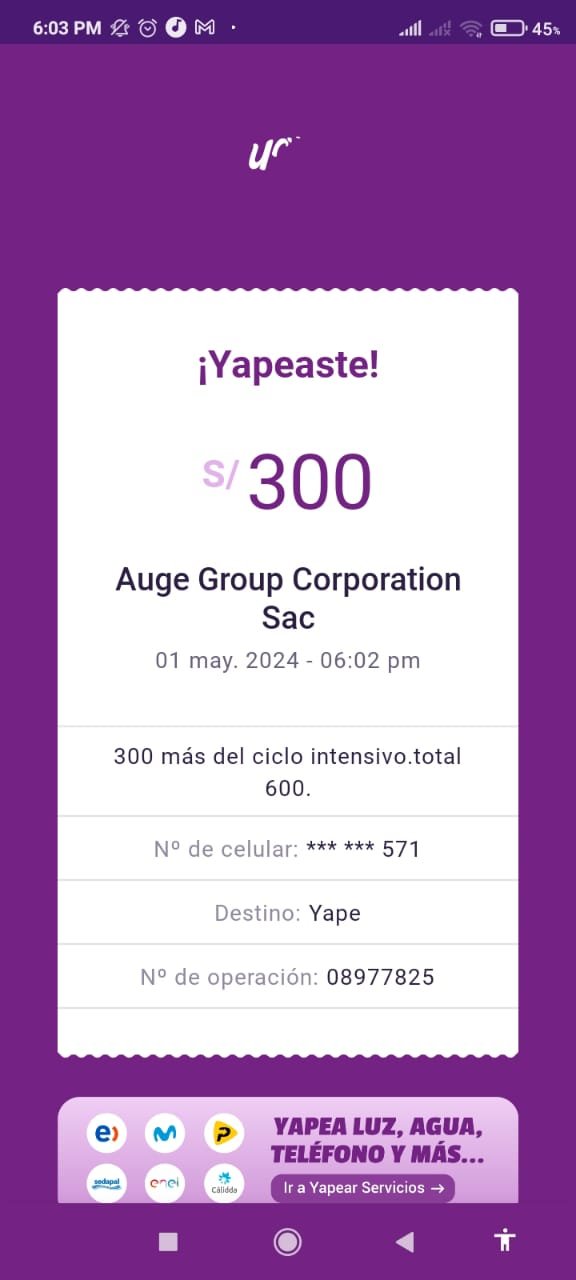 6:03 PM 45%
¡Yapeaste!
S/ 300
Auge Group Corporation
Sac
01 may. 2024 - 06:02 pm
300 más del ciclo intensivo.total
600.
Nº de celular: *** *** 571
Destino: Yape
Nº de operación: 08977825
YAPEA LUZ, AGUA,
TELÉFONO Y MÁS...
sedapal enel Cálidda
Ir a Yapear Servicios →